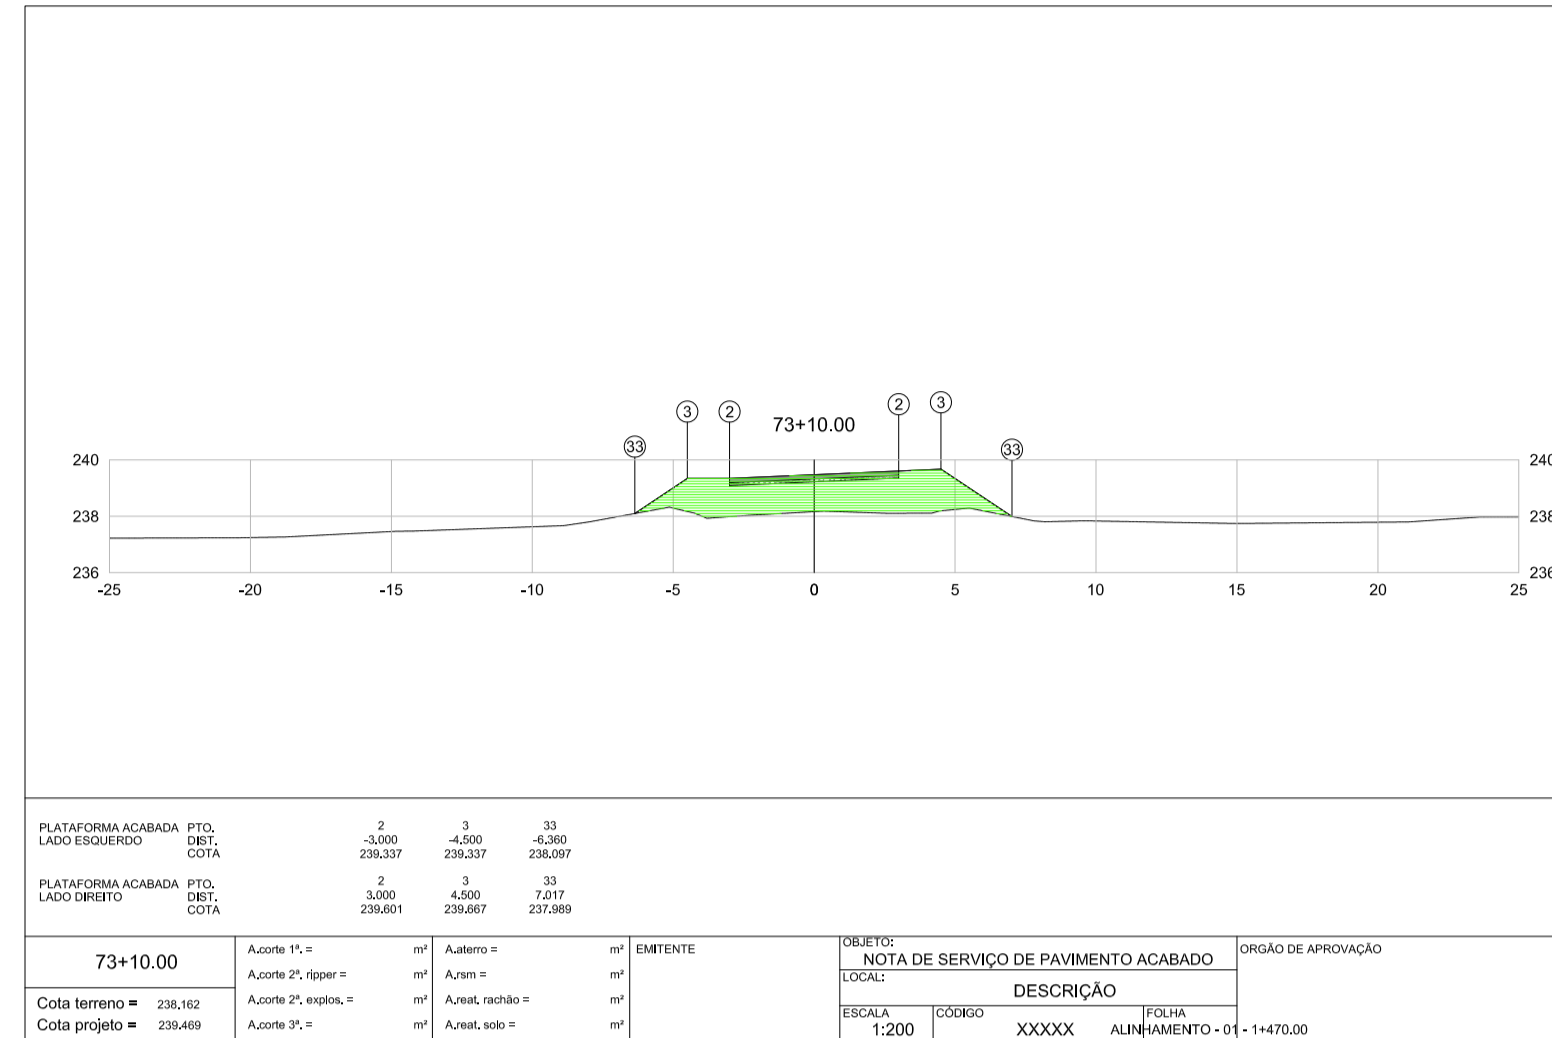 3 2 73+10.00 2 3
33 33
240 240
238 238
236 236
-25 -20 -15 -10 -5 0 5 10 15 20 25
PLATAFORMA ACABADA PTO. 2 3 33
LADO ESQUERDO DIST. -3.000 -4.500 -6.360
COTA 239.337 239.337 238.097
PLATAFORMA ACABADA PTO. 2 3 33
LADO DIREITO DIST. 3.000 4.500 7.017
COTA 239.601 239.667 237.989
73+10.00
Cota terreno = 238.162
Cota projeto = 239.469
A.corte 1ª. = m²
A.corte 2ª. ripper = m²
A.corte 2ª. explos. = m²
A.corte 3ª. = m²
A.aterro = m²
A.rsm = m²
A.reat. rachão = m²
A.reat. solo = m²
EMITENTE
OBJETO:
NOTA DE SERVIÇO DE PAVIMENTO ACABADO
LOCAL:
DESCRIÇÃO
ESCALA
1:200
CÓDIGO
XXXXX
FOLHA
ALINHAMENTO - 01 - 1+470.00
ORGÃO DE APROVAÇÃO